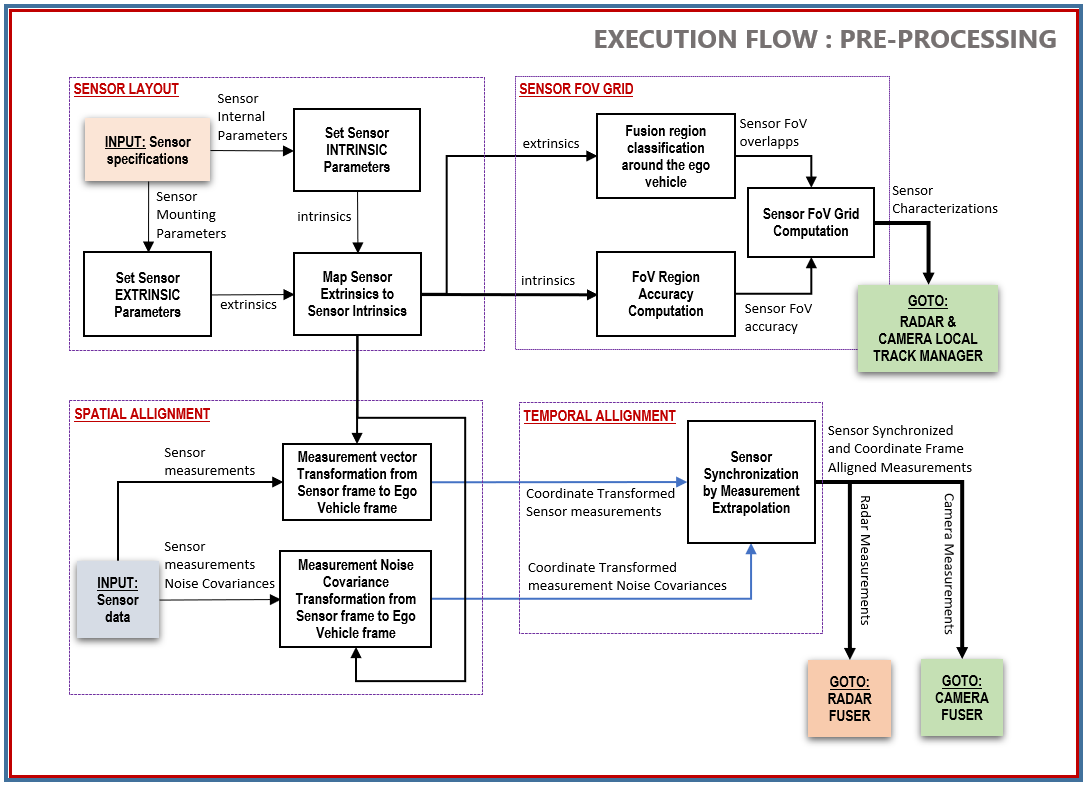 EXECUTION FLOW : PRE-PROCESSING
SENSOR LAYOUT
INPUT: Sensor
specifications
Sensor
Internal
Parameters
Set Sensor
INTRINSIC
Parameters
Sensor
Mounting
Parameters
intrinsics
Set Sensor
EXTRINSIC
Parameters
extrinsics
Map Sensor
Extrinsics to
Sensor Intrinsics
SENSOR FOV GRID
extrinsics
Fusion region
classification
around the ego
vehicle
Sensor FoV
overlapps
intrinsics
FoV Region
Accuracy
Computation
Sensor FoV
accuracy
Sensor FoV Grid
Computation
Sensor
Characterizations
GOTO:
RADAR &
CAMERA LOCAL
TRACK MANAGER
SPATIAL ALLIGNMENT
Sensor
measurements
Measurement vector
Transformation from
Sensor frame to Ego
Vehicle frame
INPUT:
Sensor
data
Sensor
measurements
Noise Covariances
Measurement Noise
Covariance
Transformation from
Sensor frame to Ego
Vehicle frame
TEMPORAL ALLIGNMENT
Coordinate Transformed
Sensor measurements
Coordinate Transformed
measurement Noise Covariances
Sensor
Synchronization
by Measurement
Extrapolation
Sensor Synchronized
and Coordinate Frame
Alligned Measurements
Radar Measurements
Camera Measurements
GOTO:
RADAR
FUSER
GOTO:
CAMERA
FUSER